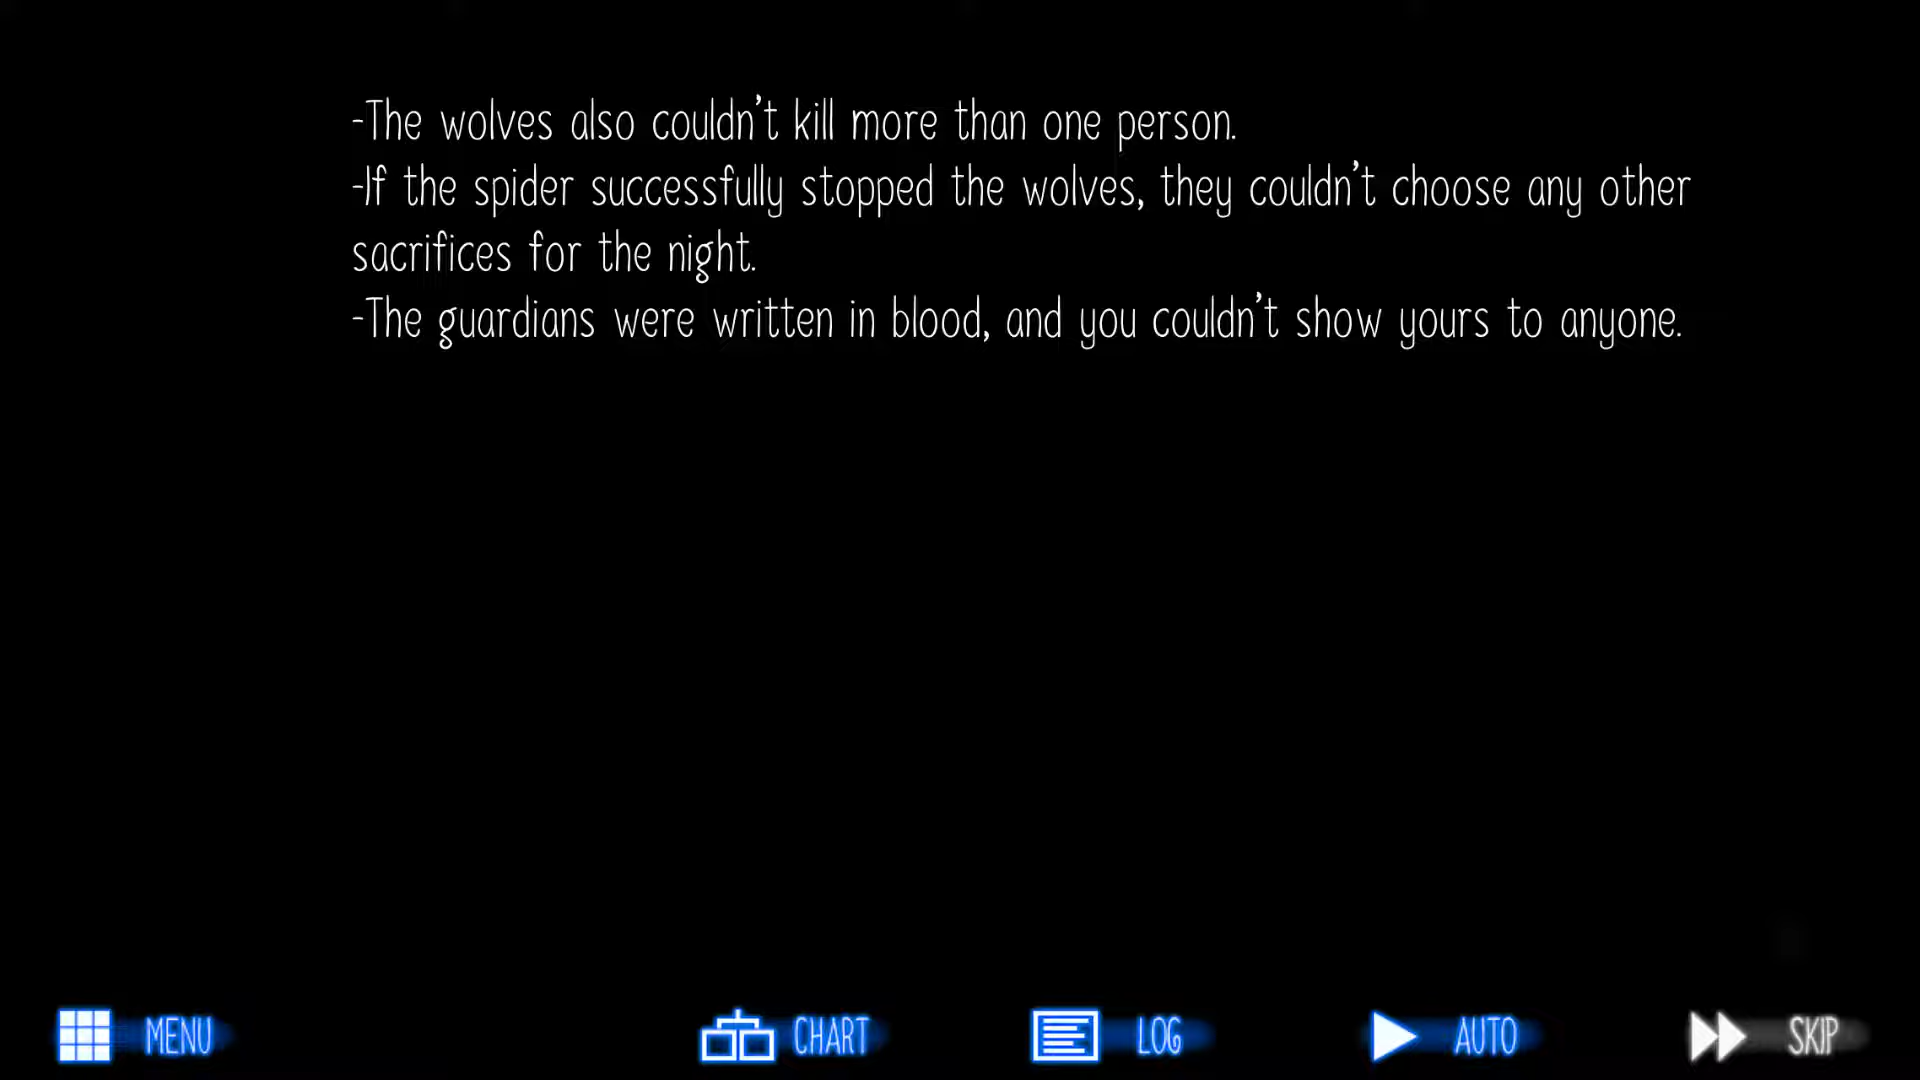 -The wolves also couldn't kill more than one person.
-If the spider successfully stopped the wolves, they couldn't choose any other
sacrifices for the night.
-The guardians were written in blood, and you couldn't show yours to anyone.
MENU
CHART
LOG
AUTO
SKIP